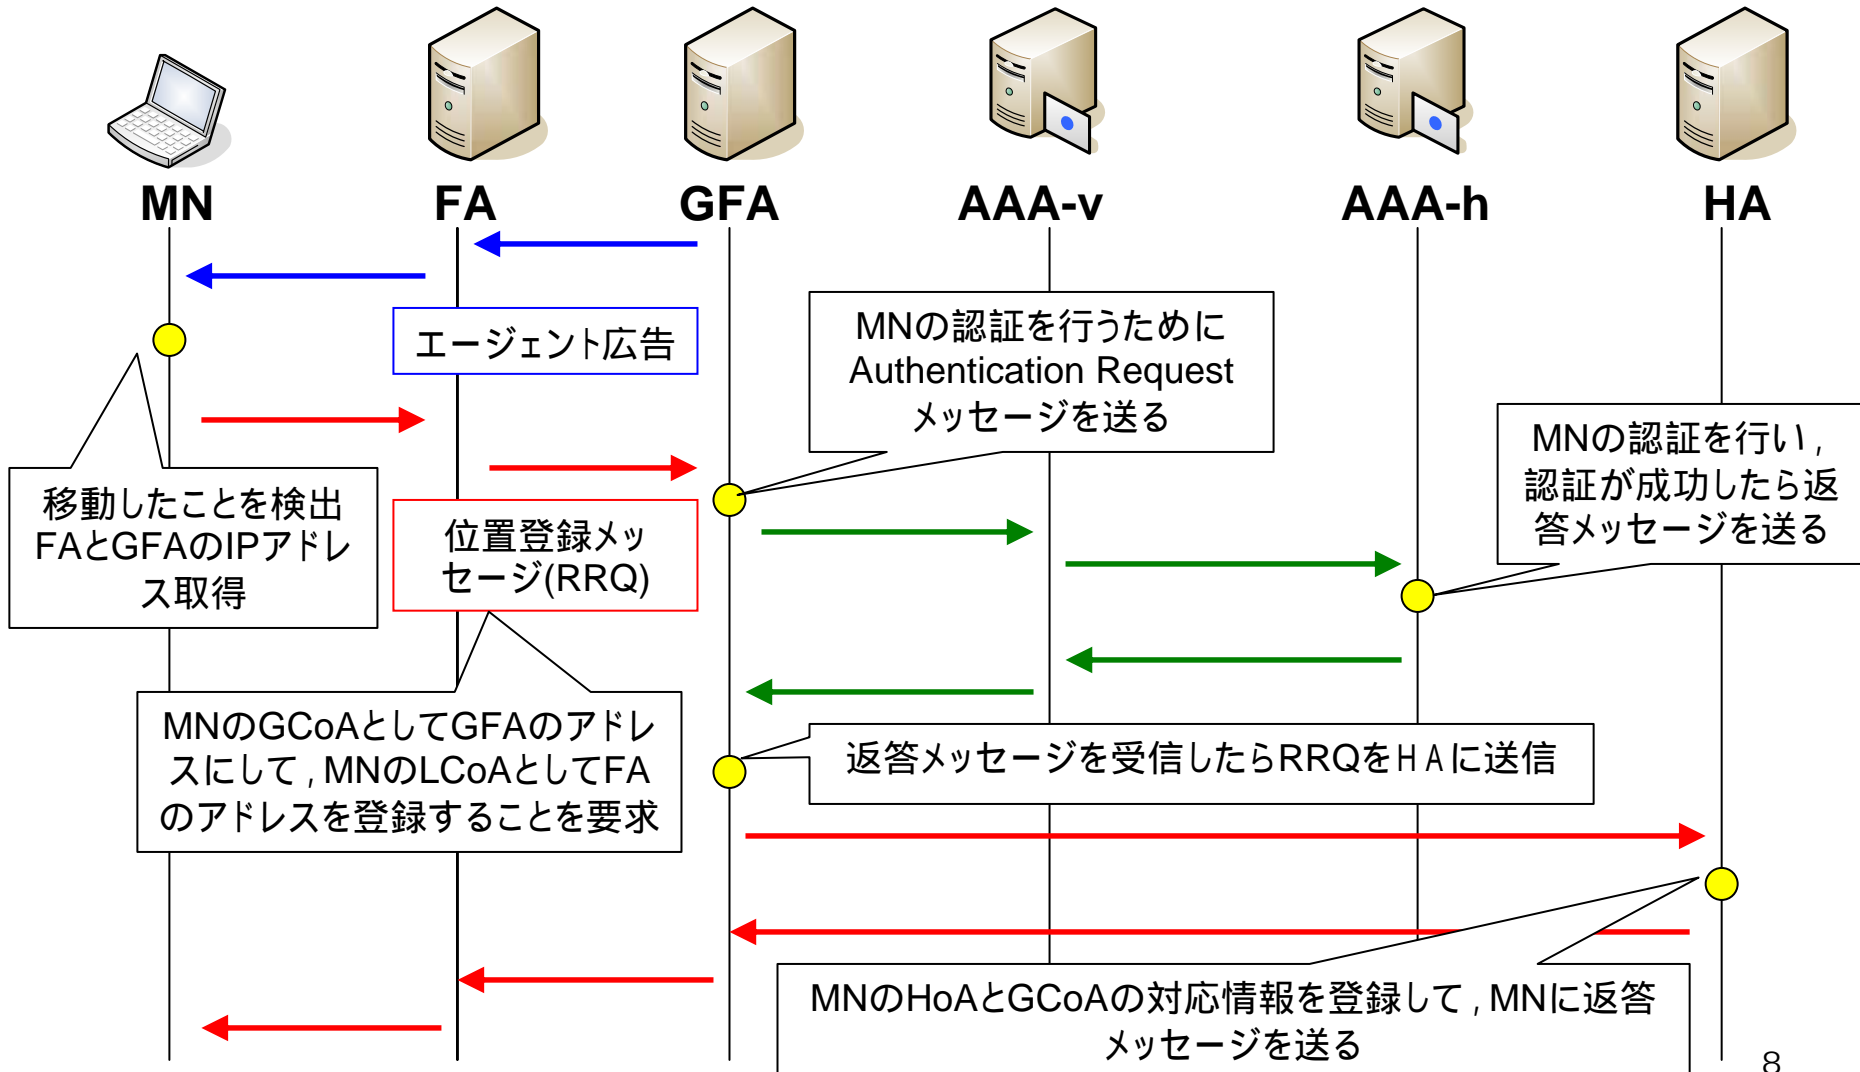 MN
FA
GFA
AAA-v
AAA-h
HA
エージェント広告
MNの認証を行うために
Authentication Request
メッセージを送る
MNの認証を行い,
認証が成功したら返
答メッセージを送る
移動したことを検出
FAとGFAのIPアドレ
ス取得
位置登録メッ
セージ(RRQ)
MNのGCoAとしてGFAのアドレ
スにして,MNのLCoAとしてFA
のアドレスを登録することを要求
返答メッセージを受信したらRRQをHAに送信
MNのHoAとGCoAの対応情報を登録して,MNに返答
メッセージを送る
8